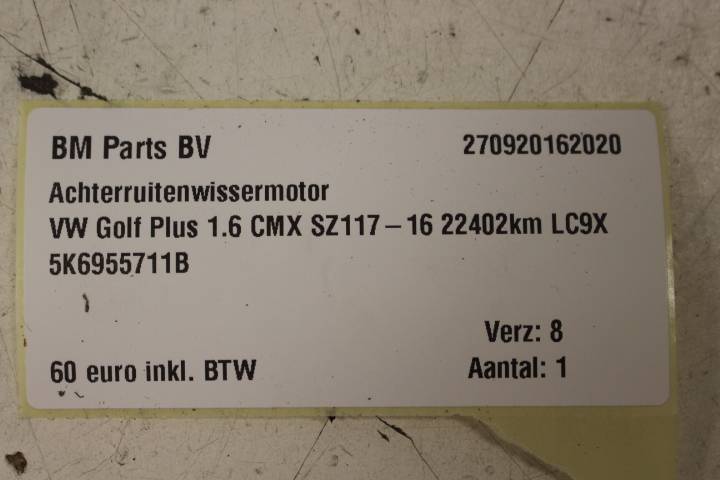 BM Parts BV 270920162020
Achterruitenwissermotor
VW Golf Plus 1.6 CMX SZ117-16 22402km LC9X
5K6955711B
Verz: 8
60 euro inkl. BTW Aantal: 1